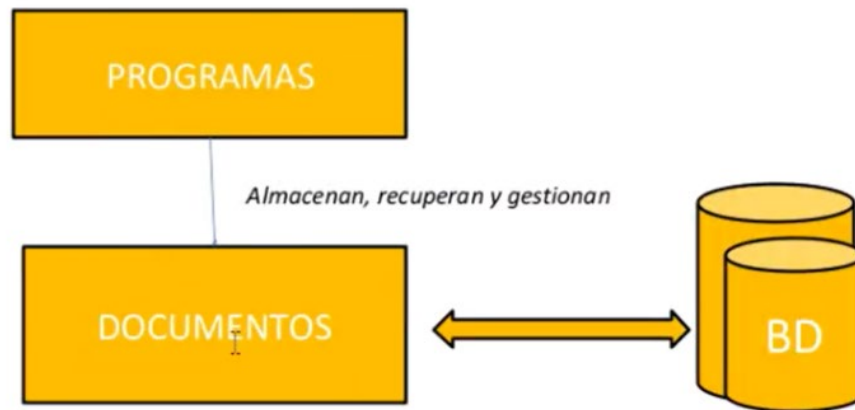 PROGRAMAS
Almacenan, recuperan y gestionan
DOCUMENTOS
BD